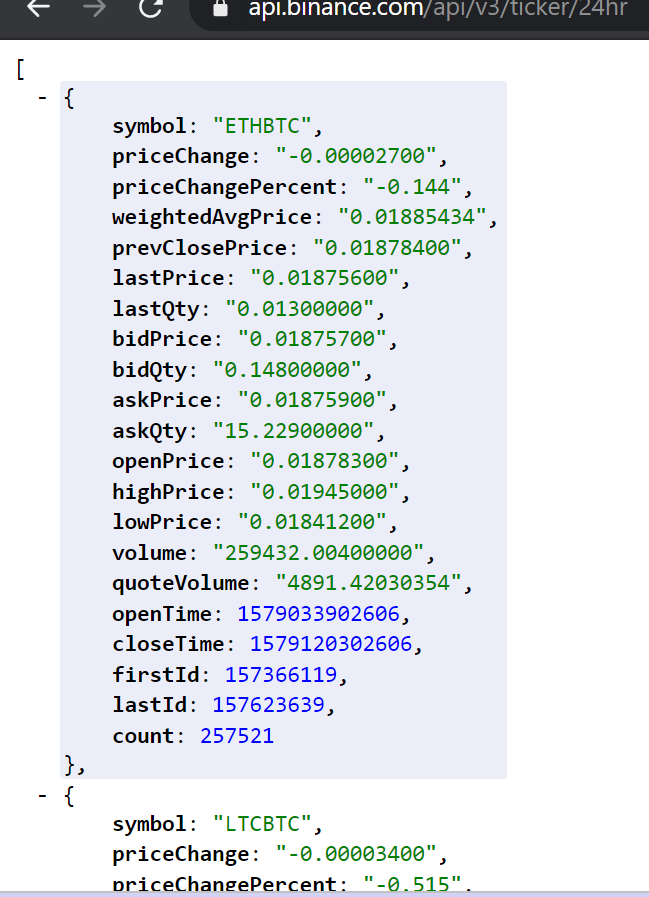 api.binance.com/api/v3/ticker/24hr
[
- {
symbol: "ETHBTC",
priceChange: "-0.00002700",
priceChangePercent: "-0.144",
weightedAvgPrice: "0.01885434",
prevClosePrice: "0.01878400",
lastPrice: "0.01875600",
lastQty: "0.01300000",
bidPrice: "0.01875700",
bidQty: "0.14800000",
askPrice: "0.01875900",
askQty: "15.22900000",
openPrice: "0.01878300",
highPrice: "0.01945000",
lowPrice: "0.01841200",
volume: "259432.00400000",
quoteVolume: "4891.42030354",
openTime: 1579033902606,
closeTime: 1579120302606,
firstId: 157366119,
lastId: 157623639,
count: 257521
},
- {
symbol: "LTCBTC",
priceChange: "-0.00003400",
priceChangePercent: "-0.515",